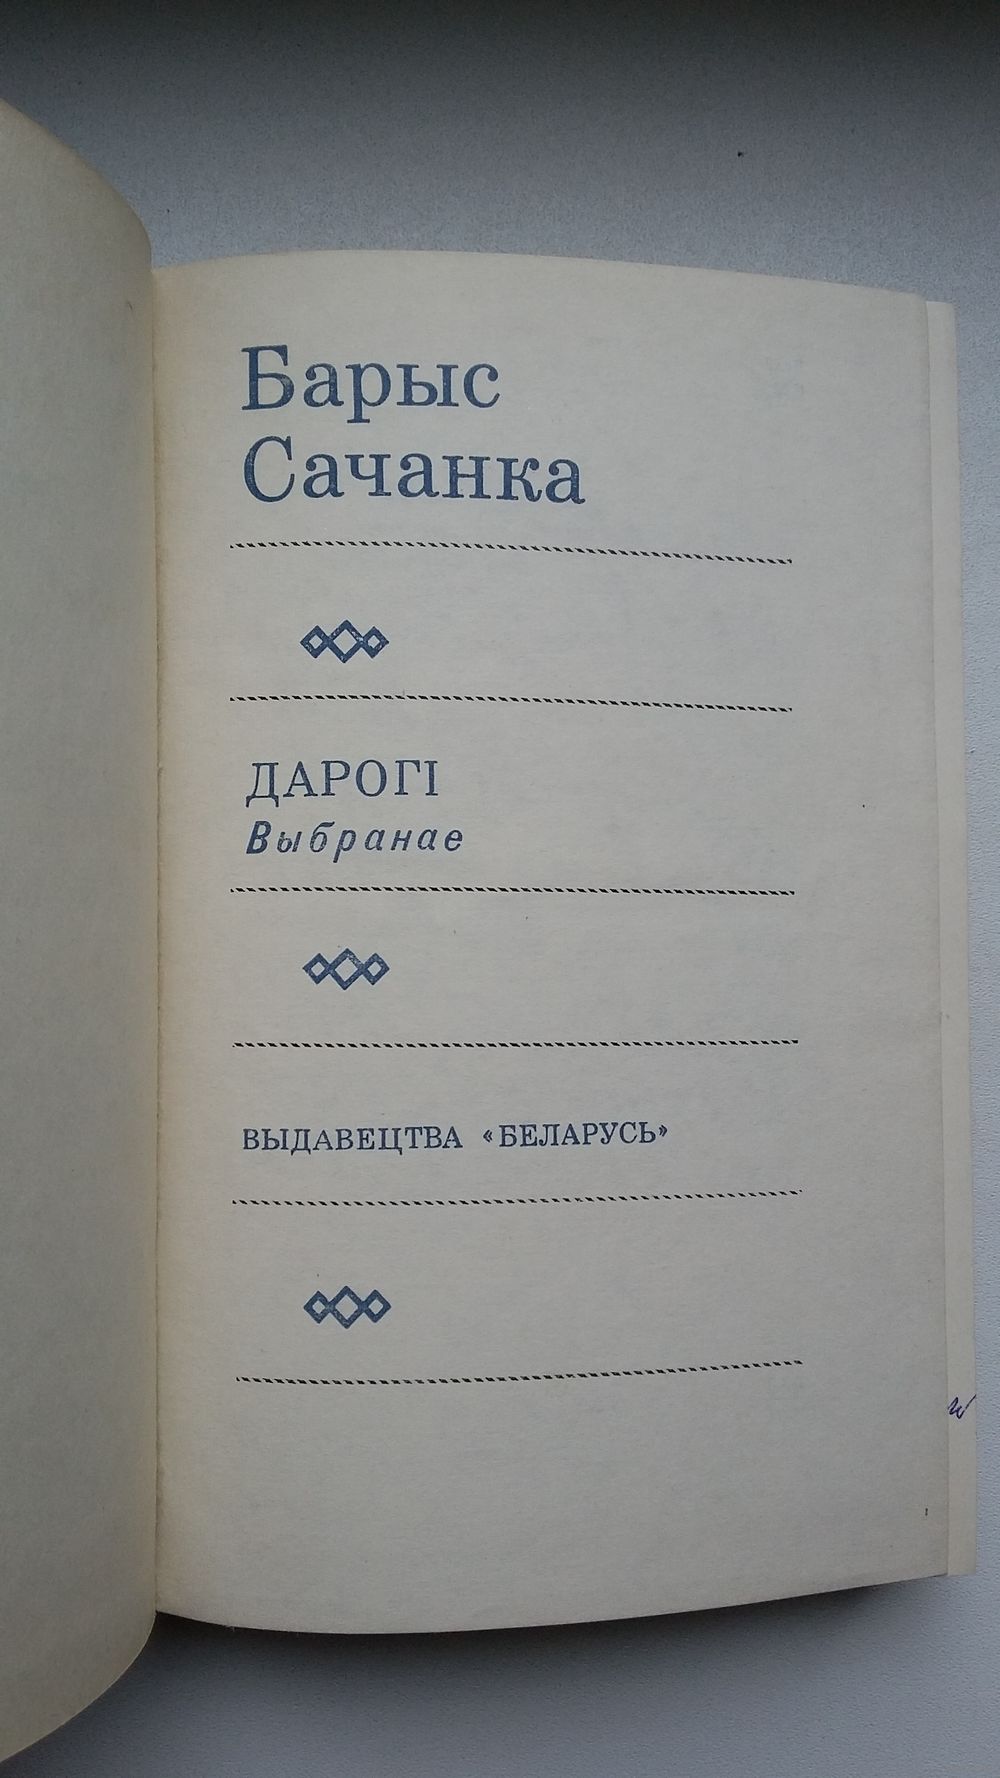 Барыс
Сачанка
ДАРОГІ
Выбранае
ВЫДАВЕЦТВА «БЕЛАРУСЬ»